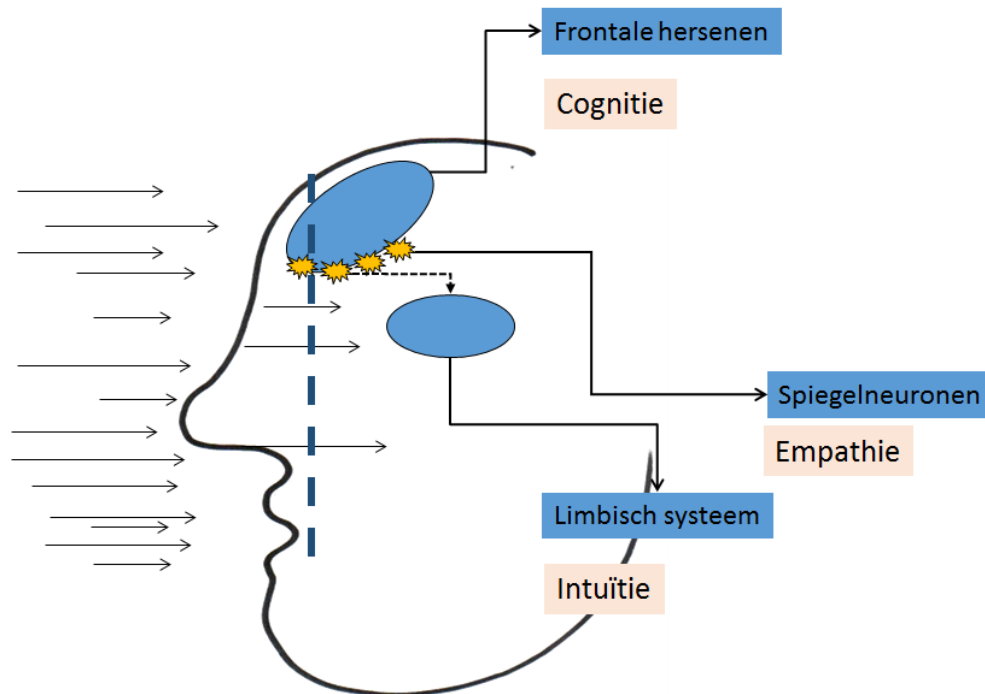 Frontale hersenen
Cognitie
Spiegelneuronen
Empathie
Limbisch systeem
Intuïtie